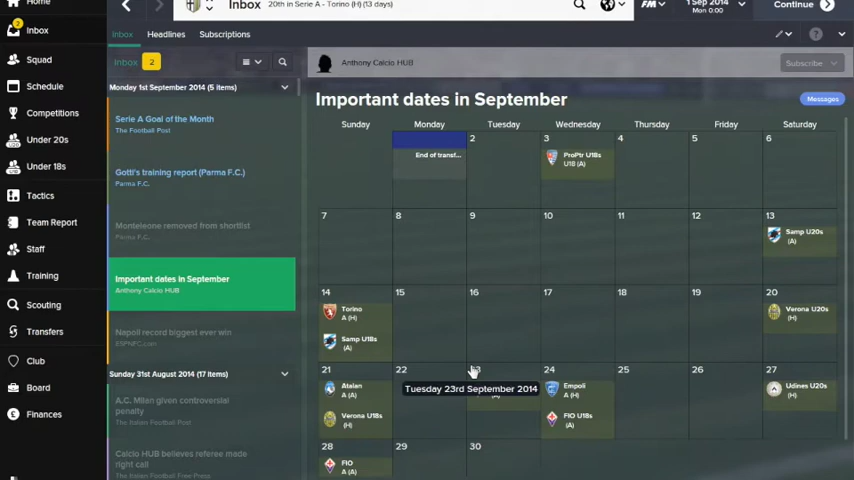 Home
Inbox
20th in Serie A - Torino (H) (13 days)
1 Sep 2014
Mon 0:00
FM
Continue
2
Inbox
Squad
Schedule
Competitions
Under 20s
Under 18s
Tactics
Team Report
Staff
Training
Scouting
Transfers
Club
Board
Finances
Inbox
Headlines
Subscriptions
Inbox
2
Monday 1st September 2014 (5 items)
Serie A Goal of the Month
The Football Post
Gotti's training report (Parma F.C.)
Parma F.C.
Monteleone removed from shortlist
Parma F.C.
Important dates in September
Anthony Calcio HUB
Napoli record biggest ever win
ESPNFC.com
Sunday 31st August 2014 (17 items)
A.C. Milan given controversial
penalty
The Italian Football Post
Calcio HUB believes referee made
right call
The Italian Football Free Press
Anthony Calcio HUB
Subscribe
Important dates in September
Messages
Sunday Monday Tuesday Wednesday Thursday Friday Saturday
2 3 4 5 6
End of transf...
ProPtr U18s
U18 (A)
7 8 9 10 11 12 13
Samp U20s
(A)
14 15 16 17 18 19 20
Torino
A (H)
Samp U18s
(A)
Verona U20s
(H)
21 22 23 24 25 26 27
Atalan
A (A)
Verona U18s
(H)
Tuesday 23rd September 2014
(A)
Empoli
A (H)
FIO U18s
(A)
Udines U20s
(H)
28 29 30
FIO
A (A)